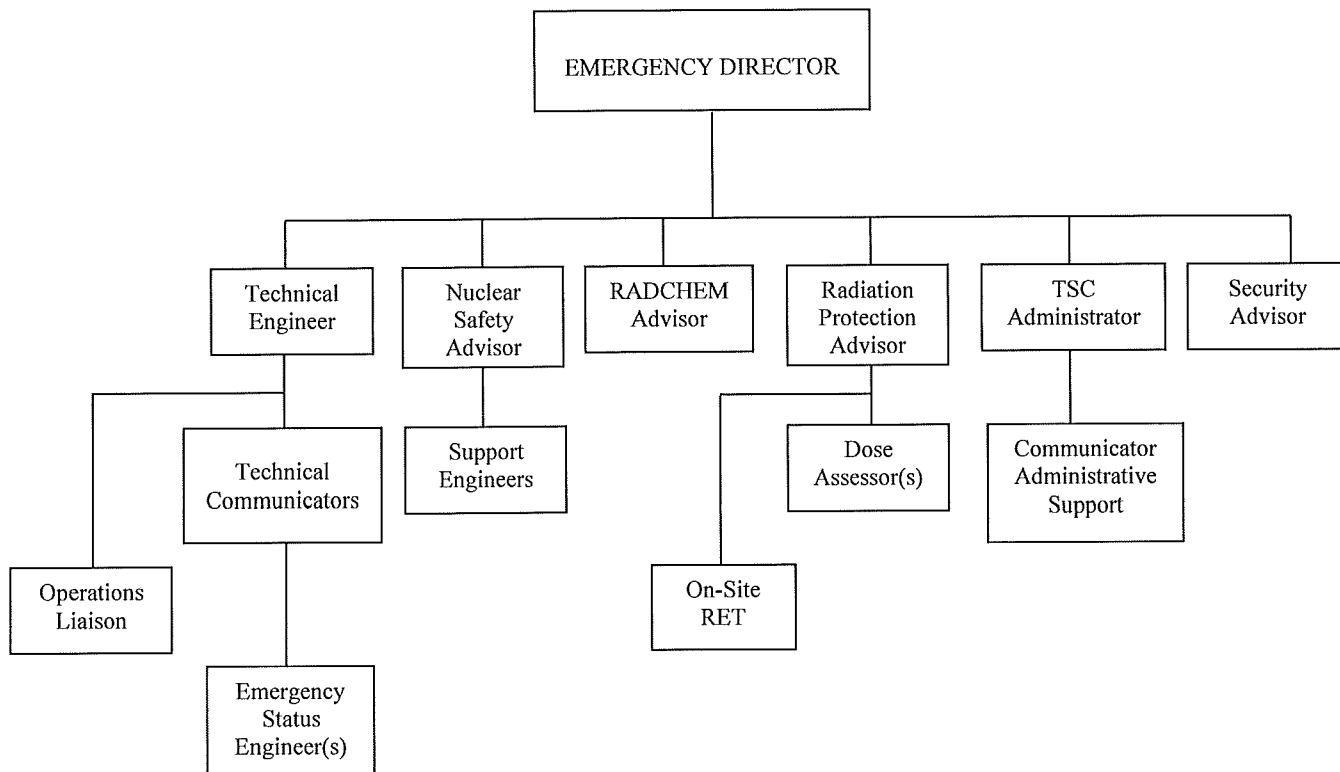 EMERGENCY DIRECTOR
Technical
Engineer
Nuclear
Safety
Advisor
RADCHEM
Advisor
Radiation
Protection
Advisor
TSC
Administrator
Security
Advisor
Technical
Communicators
Support
Engineers
Dose
Assessor(s)
Communicator
Administrative
Support
Operations
Liaison
On-Site
RET
Emergency
Status
Engineer(s)